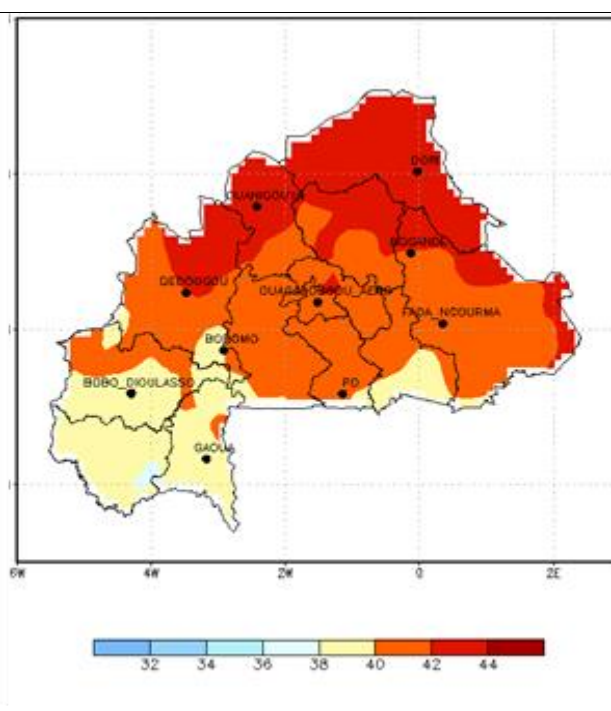 DORI
OUAHIGOUYA
BOGANDE
DEDOUGOU
OUAGADOUGOU_AERO
FADA_NGOURMA
BOROMO
BOBO_DIOULASSO
PO
GAOUA
6W 4W 2W 0 2E
32 34 36 38 40 42 44